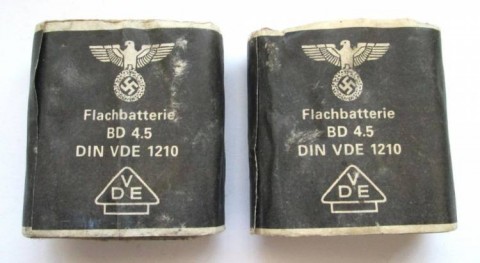 Flachbatterie
BD 4.5
DIN VDE 1210
VDE
Flachbatterie
BD 4.5
DIN VDE 1210
VDE